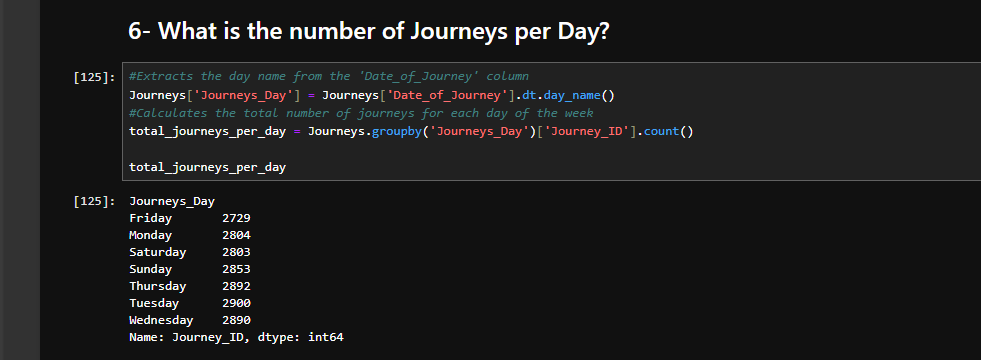 6- What is the number of Journeys per Day?
[125]: #Extracts the day name from the 'Date_of_Journey' column
Journeys['Journeys_Day'] = Journeys['Date_of_Journey'].dt.day_name()
#Calculates the total number of journeys for each day of the week
total_journeys_per_day = Journeys.groupby('Journeys_Day')['Journey_ID'].count()
total_journeys_per_day
[125]: Journeys_Day
Friday 2729
Monday 2804
Saturday 2803
Sunday 2853
Thursday 2892
Tuesday 2900
Wednesday 2890
Name: Journey_ID, dtype: int64